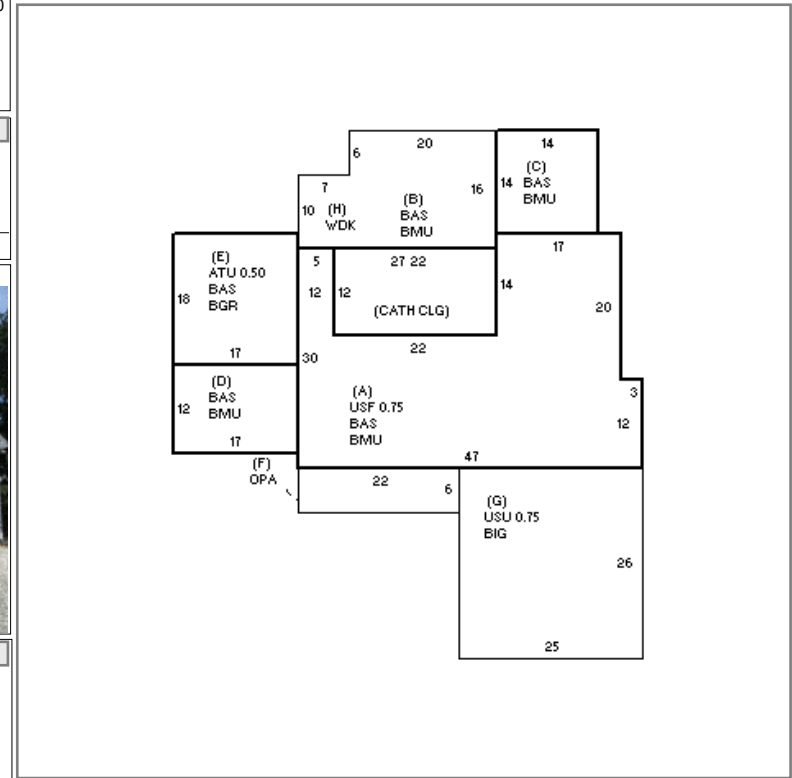 20
14
6
(C)
BAS
BMU
14
7
16
(B)
BAS
BMU
10
(H)
WDK
17
5
27 22
(E)
ATU 0.50
BAS
BGR
18
12
12
14
(CATH CLG)
20
22
17
30
(D)
BAS
BMU
12
17
(A)
USF 0.75
BAS
BMU
3
12
47
(F)
OPA
22
6
(G)
USU 0.75
BIG
26
25